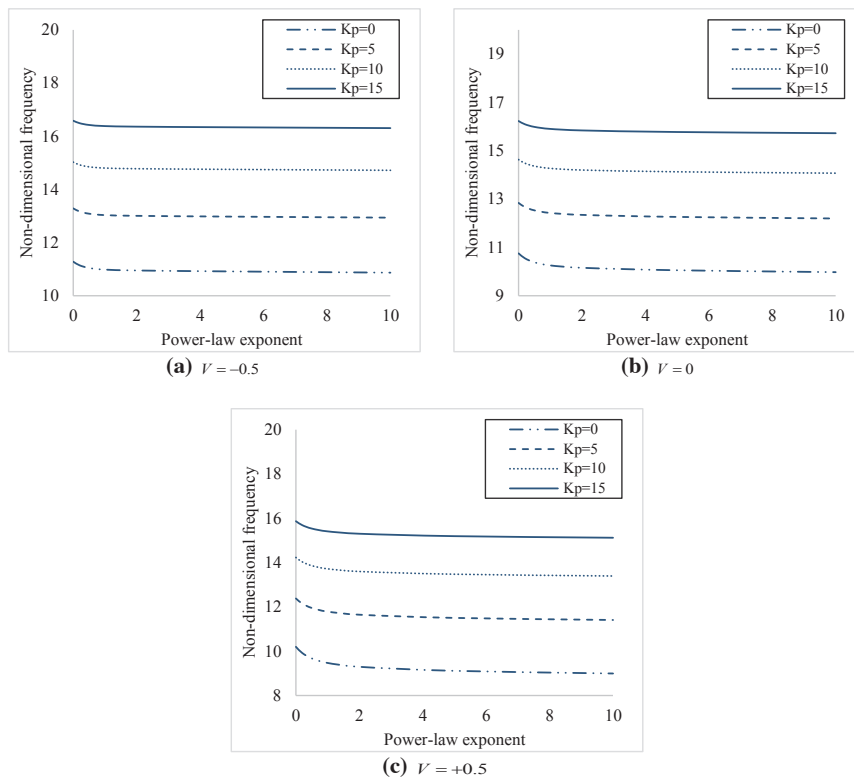 20
18
16
14
12
10
Non-dimensional frequency
Kp=0
Kp=5
Kp=10
Kp=15
0 2 4 6 8 10
Power-law exponent
(a) V = −0.5
19
17
15
13
11
9
Non-dimensional frequency
Kp=0
Kp=5
Kp=10
Kp=15
0 2 4 6 8 10
Power-law exponent
(b) V = 0
20
18
16
14
12
10
8
Non-dimensional frequency
Kp=0
Kp=5
Kp=10
Kp=15
0 2 4 6 8 10
Power-law exponent
(c) V = +0.5